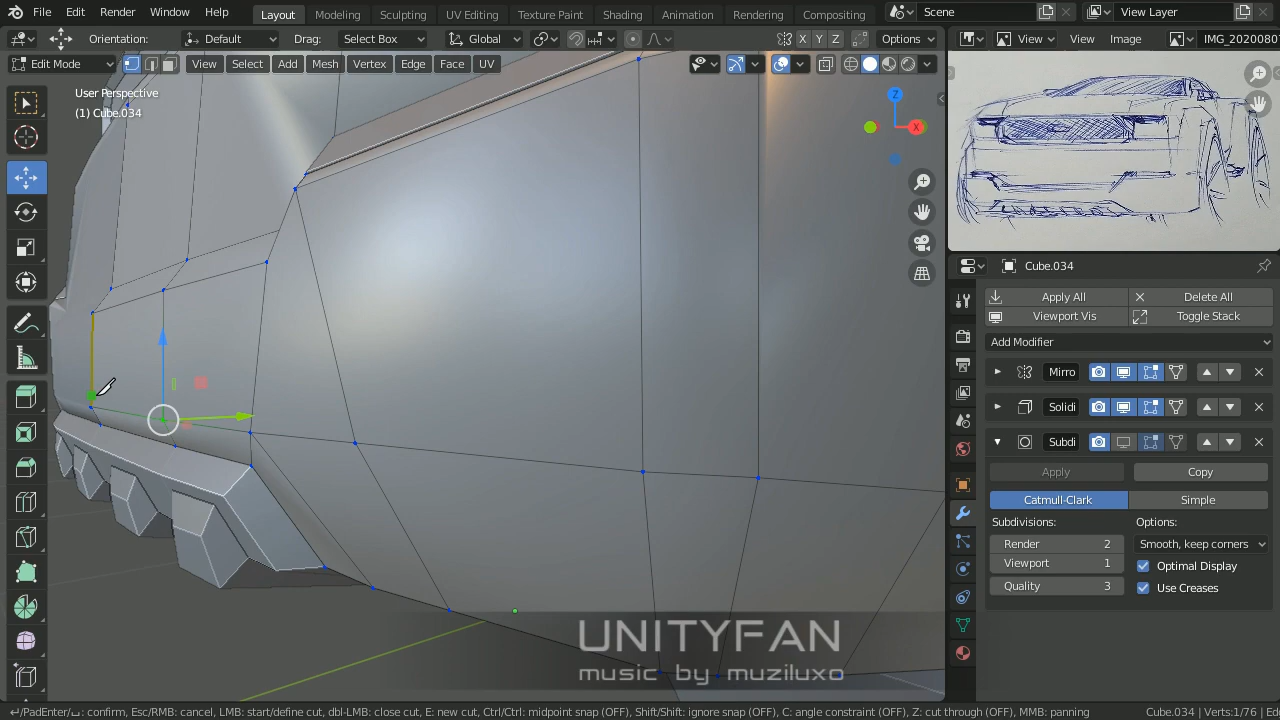 File Edit Render Window Help Layout Modeling Sculpting UV Editing Texture Paint Shading Animation Rendering Compositing Scene View Layer
Orientation: Default Drag: Select Box Global X Y Z Options View View Image IMG_2020080
Edit Mode View Select Add Mesh Vertex Edge Face UV
User Perspective
(1) Cube.034
Z
X
Cube.034
Apply All Delete All
Viewport Vis Toggle Stack
Add Modifier
Mirro
Solidi
Subdi
Apply Copy
Catmull-Clark Simple
Subdivisions: Options:
Render 2 Smooth, keep corners
Viewport 1 Optimal Display
Quality 3 Use Creases
UNITYFAN
music by muziluxo
/PadEnter/ : confirm, Esc/RMB: cancel, LMB: start/define cut, dbl-LMB: close cut, E: new cut, Ctrl/Ctrl: midpoint snap (OFF), Shift/Shift: ignore snap (OFF), C: angle constraint (OFF), Z: cut through (OFF), MMB: panning Cube.034 | Verts:1/76 | Ed